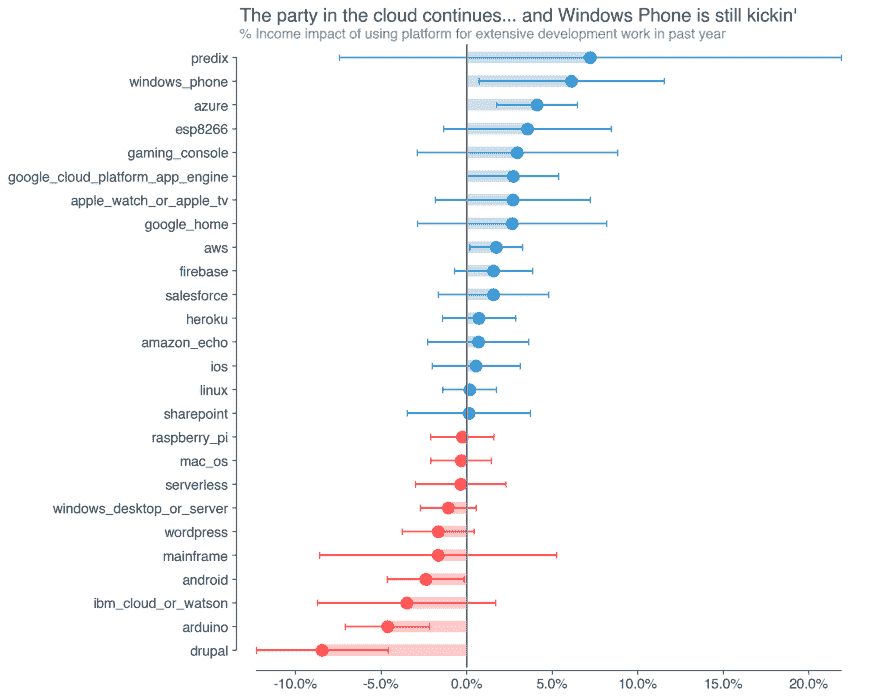 The party in the cloud continues... and Windows Phone is still kickin'
% Income impact of using platform for extensive development work in past year
predix
windows_phone
azure
esp8266
gaming_console
google_cloud_platform_app_engine
apple_watch_or_apple_tv
google_home
aws
firebase
salesforce
heroku
amazon_echo
ios
linux
sharepoint
raspberry_pi
mac_os
serverless
windows_desktop_or_server
wordpress
mainframe
android
ibm_cloud_or_watson
arduino
drupal
-10.0% -5.0% 0.0% 5.0% 10.0% 15.0% 20.0%